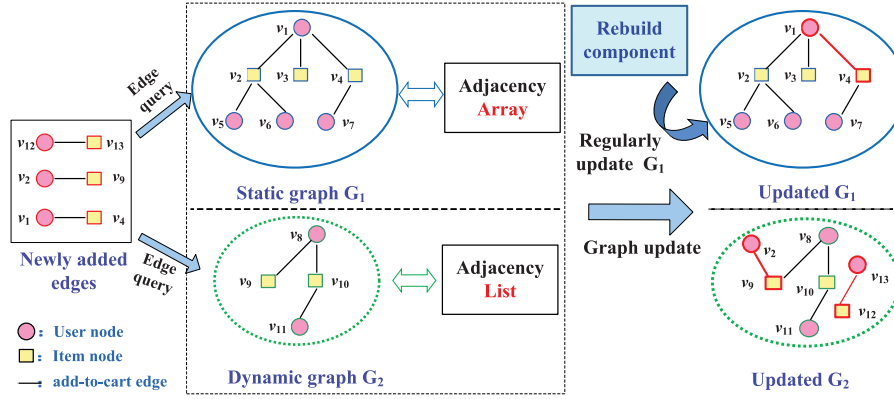 v12
v13
v2
v9
v1
v4
Newly added
edges
: User node
: Item node
: add-to-cart edge
Edge
query
Edge
query
v1
v2
v3
v4
v5
v6
v7
Static graph G1
Adjacency
Array
v8
v9
v10
v11
Dynamic graph G2
Adjacency
List
Rebuild
component
Regularly
update G1
Graph update
v1
v2
v3
v4
v5
v6
v7
Updated G1
v2
v8
v13
v9
v10
v12
v11
Updated G2